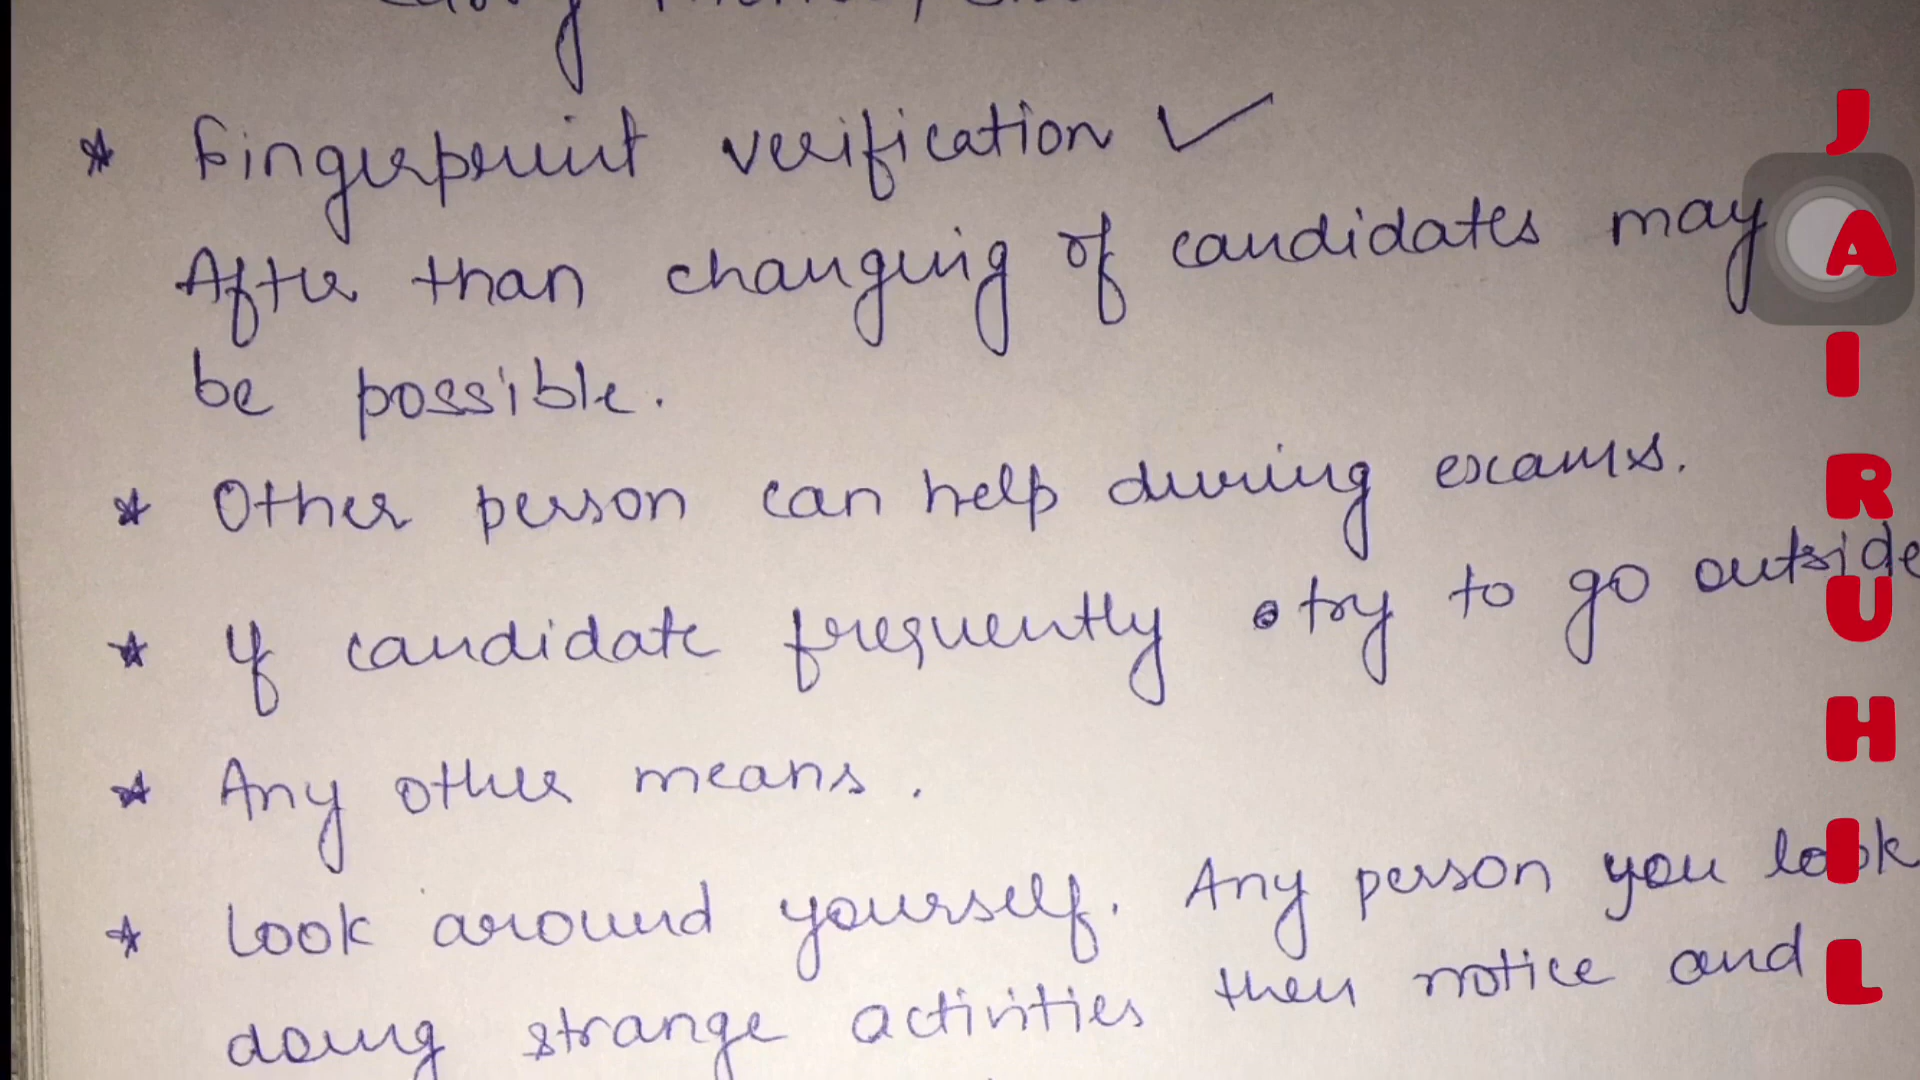 * Fingerprint verification ✓
After than changing of candidates may
be possible.
* Other person can help during exams.
* If candidate frequently try to go outside
* Any other means.
* Look around yourself. Any person you look
doing strange activities then notice and
JAIRUHIL